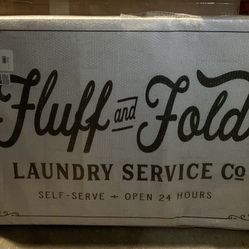 Fluff and Fold
LAUNDRY SERVICE Co
SELF-SERVE + OPEN 24 HOURS